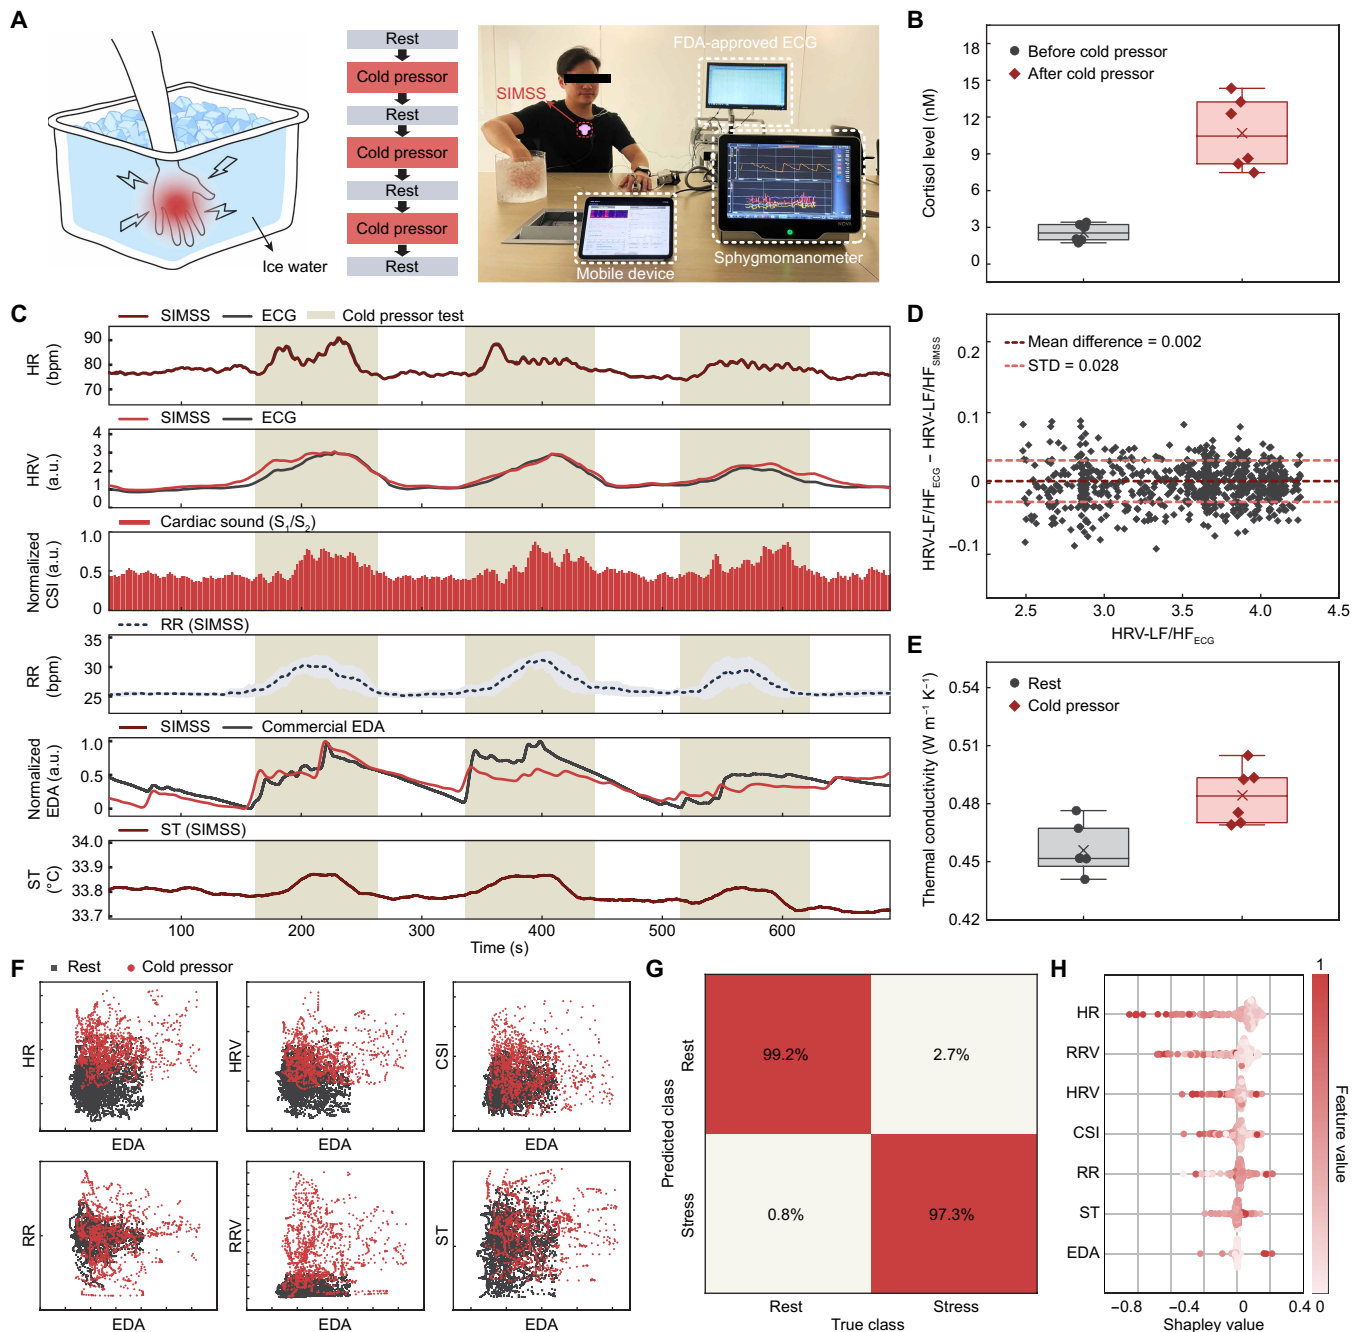 A
Ice water
Rest
Cold pressor
Rest
Cold pressor
Rest
Cold pressor
Rest
FDA-approved ECG
SIMSS
Mobile device
Sphygmomanometer
B
Cortisol level (nM)
18
15
12
9
6
3
0
Before cold pressor
After cold pressor
C
SIMSS ECG Cold pressor test
HR (bpm)
90
80
70
SIMSS ECG
HRV (a.u.)
4
3
2
1
0
Cardiac sound (S1/S2)
Normalized CSI (a.u.)
1.0
0.5
0
RR (SIMSS)
RR (bpm)
35
30
25
SIMSS Commercial EDA
Normalized EDA (a.u.)
1.0
0.5
0
ST (SIMSS)
ST (°C)
34.0
33.9
33.8
33.7
100 200 300 400 500 600
Time (s)
D
HRV-LF/HFECG − HRV-LF/HFSIMSS
0.2
0.1
0
−0.1
Mean difference = 0.002
STD = 0.028
2.5 3.0 3.5 4.0 4.5
HRV-LF/HFECG
E
Thermal conductivity (W m−1 K−1)
0.54
0.51
0.48
0.45
0.42
Rest
Cold pressor
F
Rest Cold pressor
HR
EDA
HRV
EDA
CSI
EDA
RR
EDA
RRV
EDA
ST
EDA
G
Predicted class
Rest
Stress
99.2% 2.7%
0.8% 97.3%
Rest Stress
True class
H
HR
RRV
HRV
CSI
RR
ST
EDA
−0.8 −0.4 0 0.4
Shapley value
1
Feature value
0